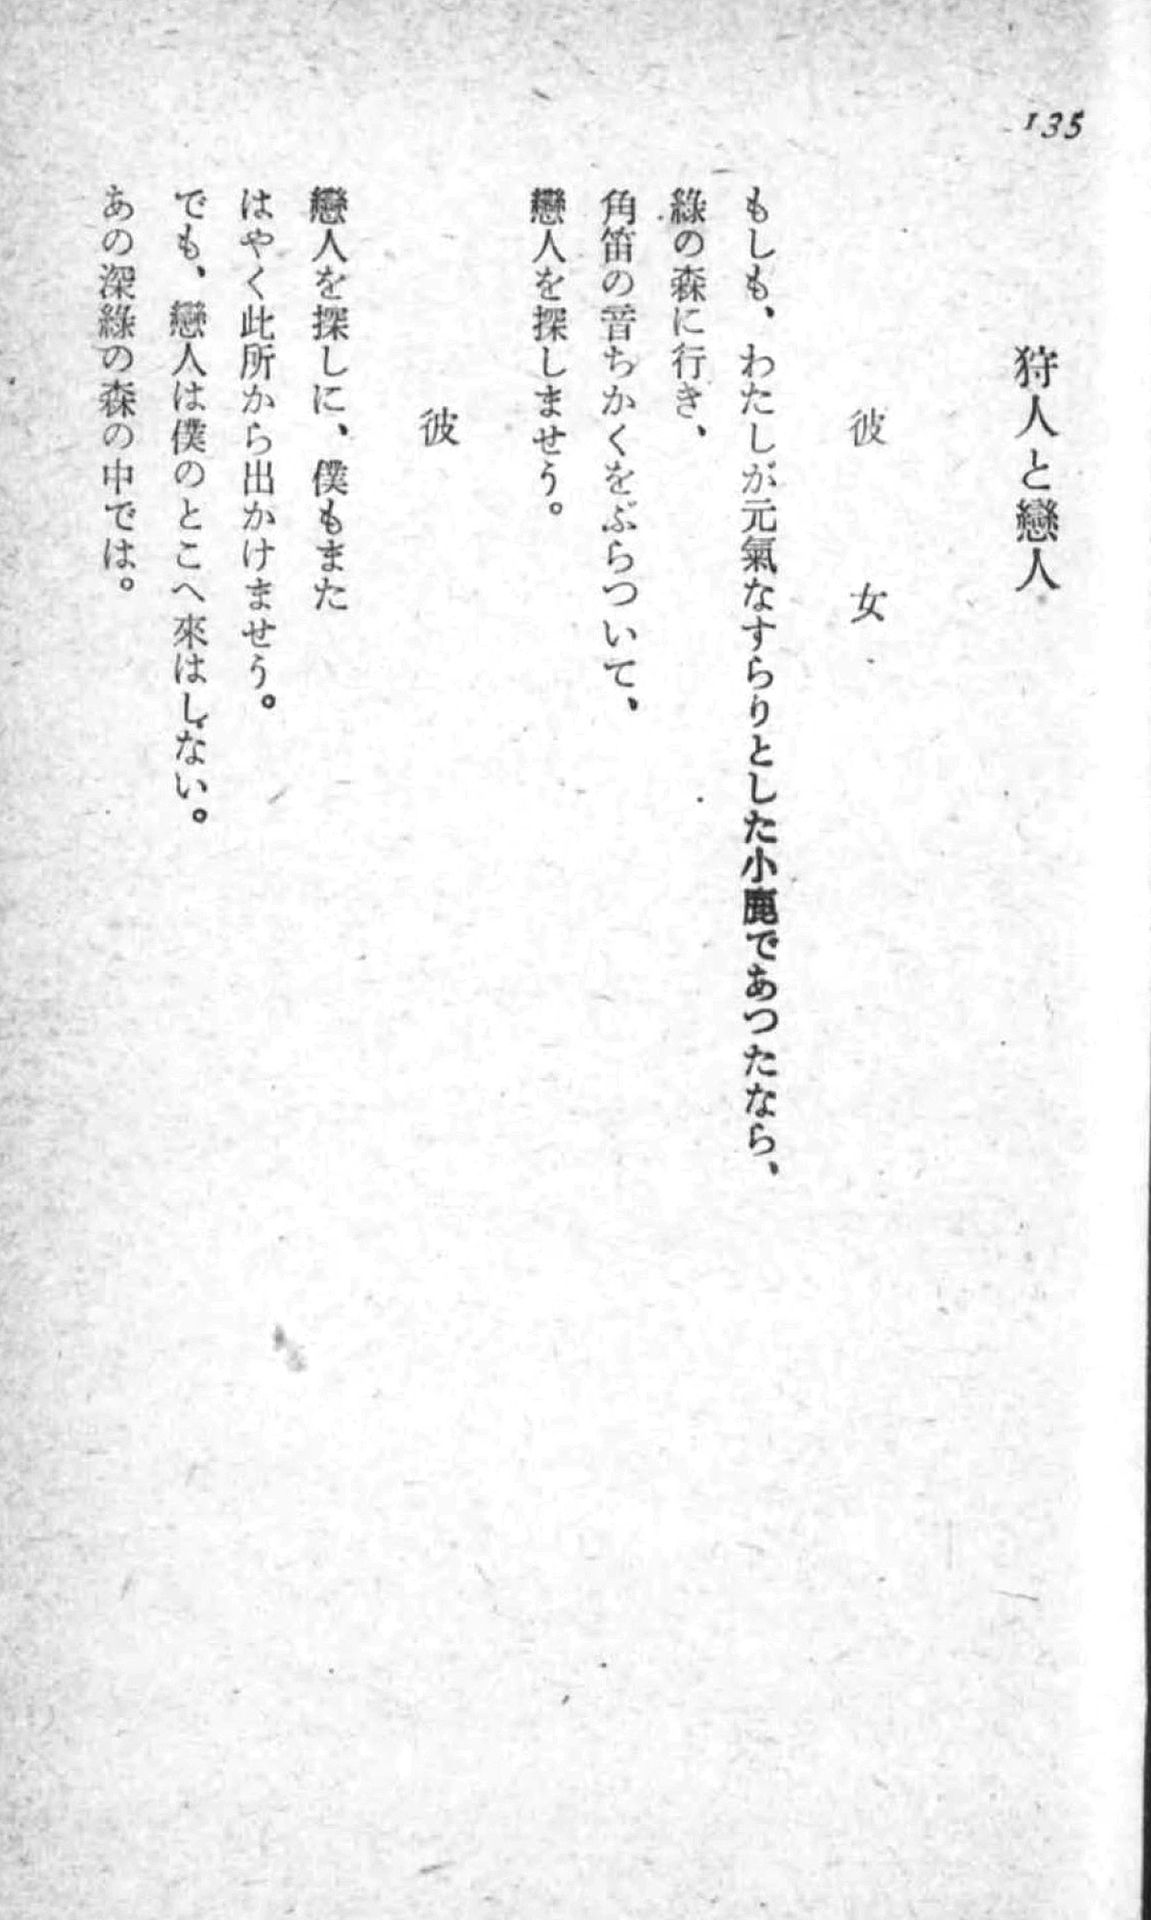 135
狩人と戀人
彼女
もしも、わたしが元氣なすらりとした小鹿であつたなら、
綠の森に行き、
角笛の音ちかくをぶらついて、
戀人を探しませう。
彼
戀人を探しに、僕もまた
はやく此所から出かけませう。
でも、戀人は僕のとこへ來はしない。
あの深綠の森の中では。